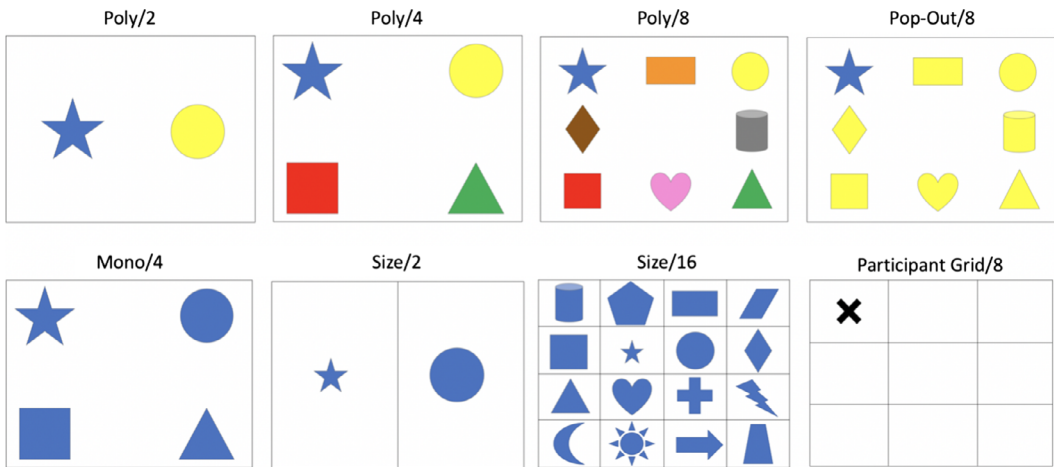 Poly/2
Poly/4
Poly/8
Pop-Out/8
Mono/4
Size/2
Size/16
Participant Grid/8